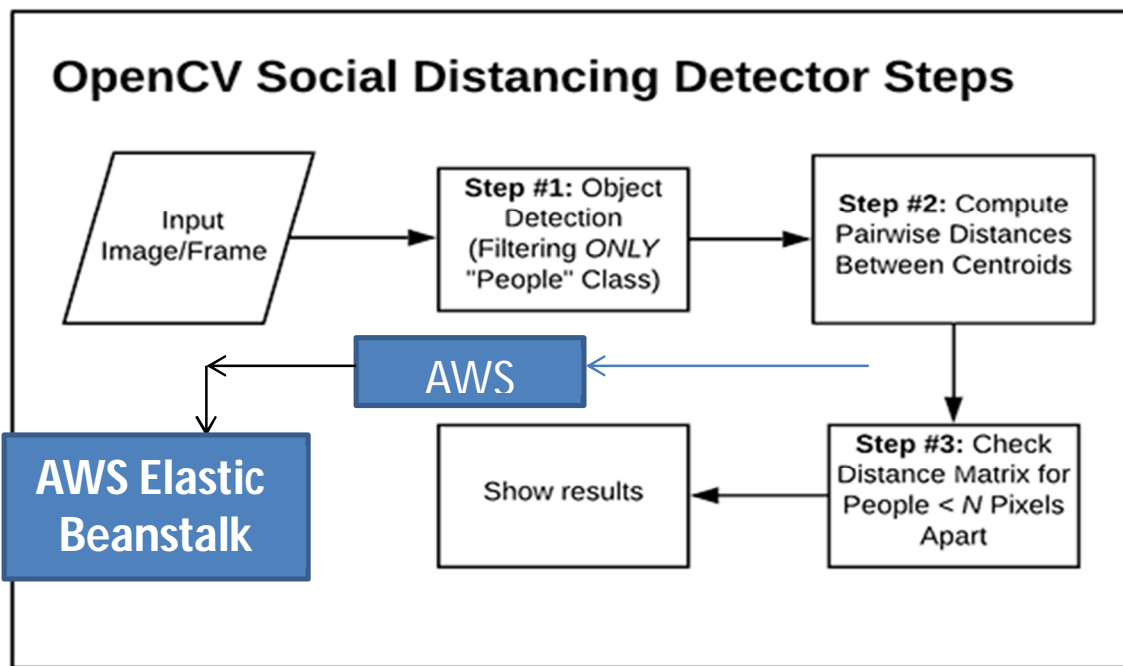 OpenCV Social Distancing Detector Steps
Input
Image/Frame
Step #1: Object
Detection
(Filtering ONLY
"People" Class)
Step #2: Compute
Pairwise Distances
Between Centroids
AWS
AWS Elastic
Beanstalk
Show results
Step #3: Check
Distance Matrix for
People < N Pixels
Apart